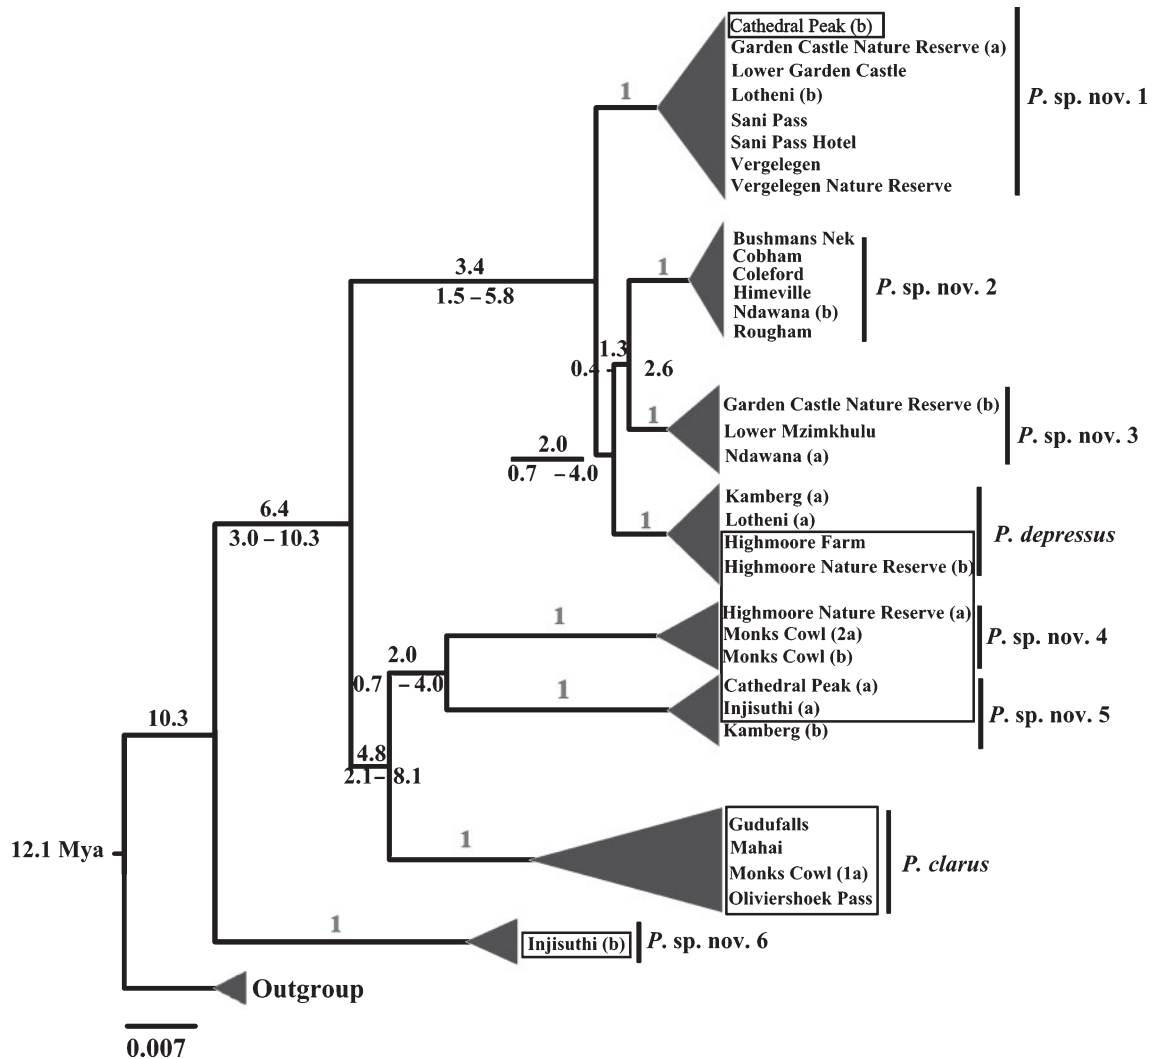 Cathedral Peak (b)
Garden Castle Nature Reserve (a)
Lower Garden Castle
Lotheni (b)
Sani Pass
Sani Pass Hotel
Vergelegen
Vergelegen Nature Reserve
P. sp. nov. 1
1
Bushmans Nek
Cobham
Coleford
Himeville
Ndawana (b)
Rougham
P. sp. nov. 2
1
3.4
1.5 – 5.8
1.3
0.4 - 2.6
Garden Castle Nature Reserve (b)
Lower Mzimkhulu
Ndawana (a)
P. sp. nov. 3
1
2.0
0.7 – 4.0
Kamberg (a)
Lotheni (a)
Highmoore Farm
Highmoore Nature Reserve (b)
P. depressus
1
6.4
3.0 – 10.3
Highmoore Nature Reserve (a)
Monks Cowl (2a)
Monks Cowl (b)
P. sp. nov. 4
1
2.0
0.7 – 4.0
Cathedral Peak (a)
Injisuthi (a)
Kamberg (b)
P. sp. nov. 5
1
10.3
4.8
2.1 – 8.1
Gudufalls
Mahai
Monks Cowl (1a)
Oliviershoek Pass
P. clarus
1
12.1 Mya
1
Injisuthi (b)
P. sp. nov. 6
Outgroup
0.007